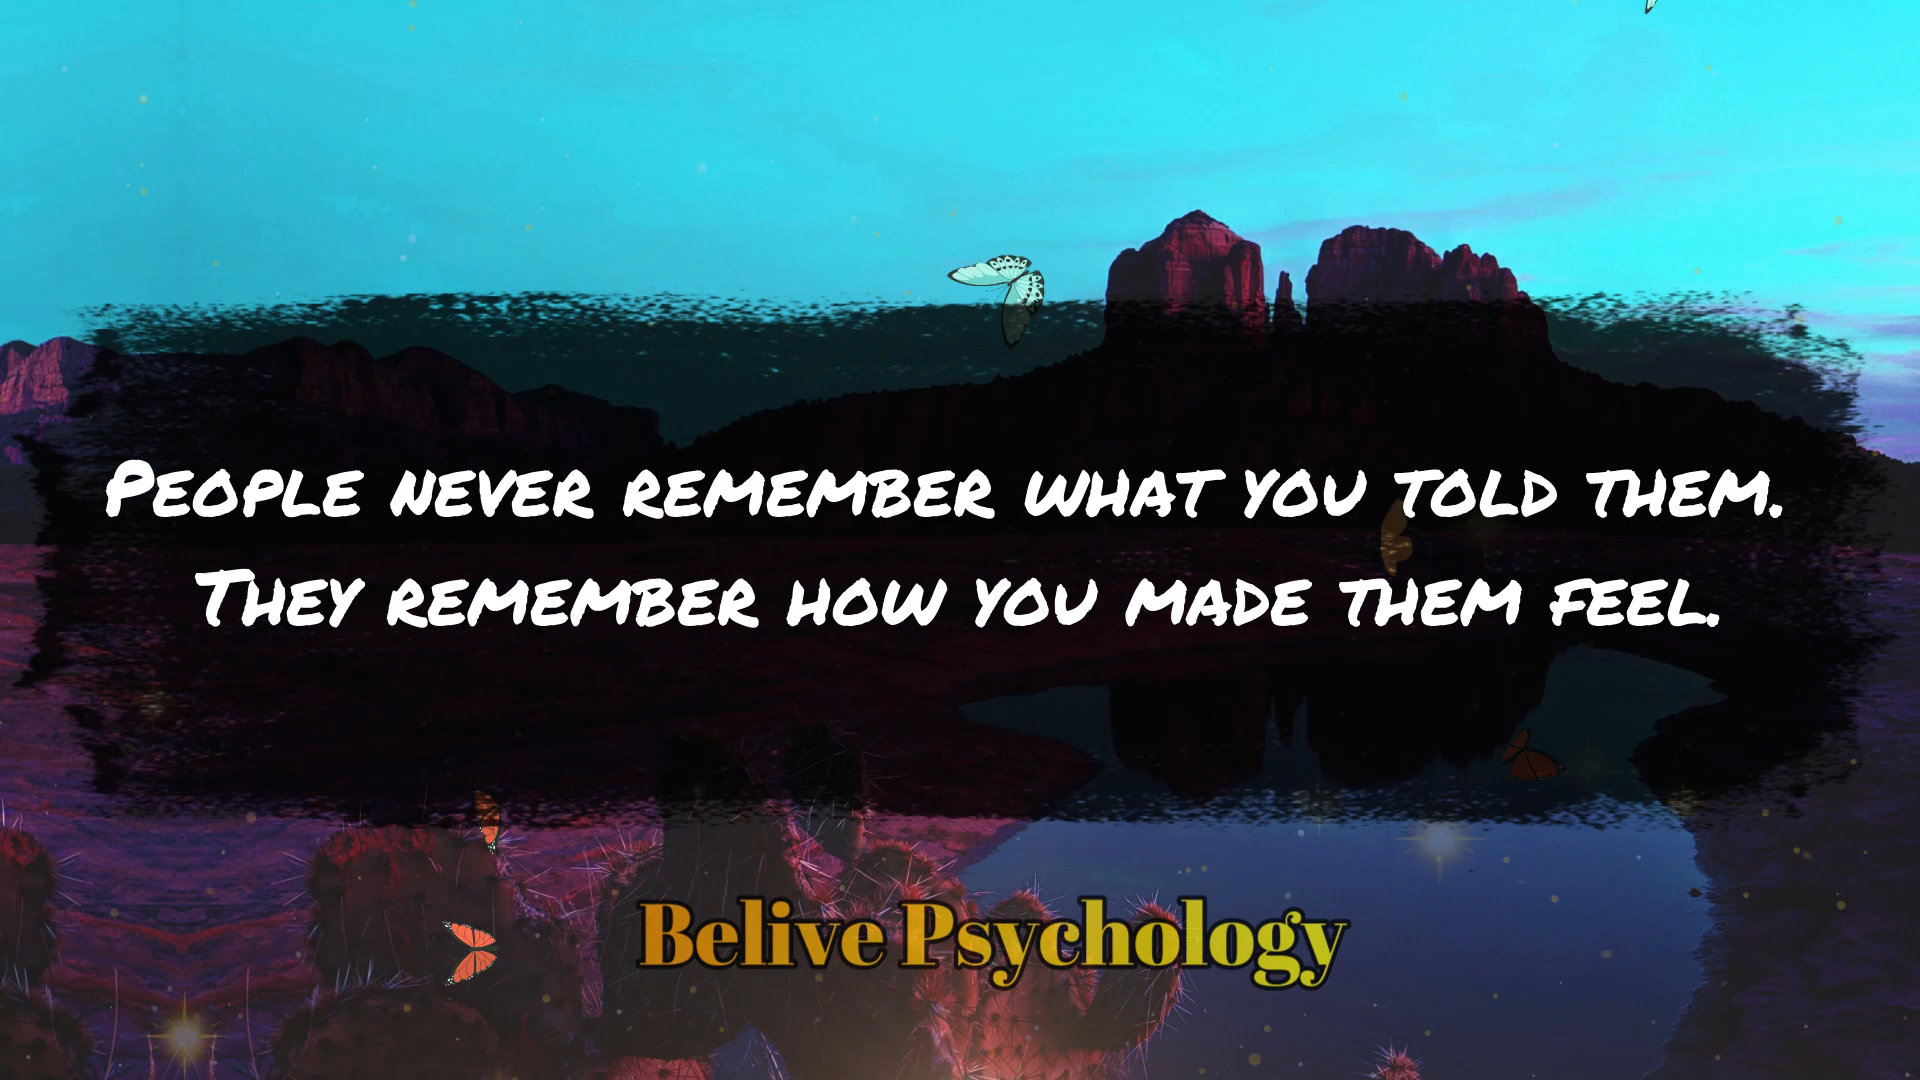 People never remember what you told them.
They remember how you made them feel.
Belive Psychology